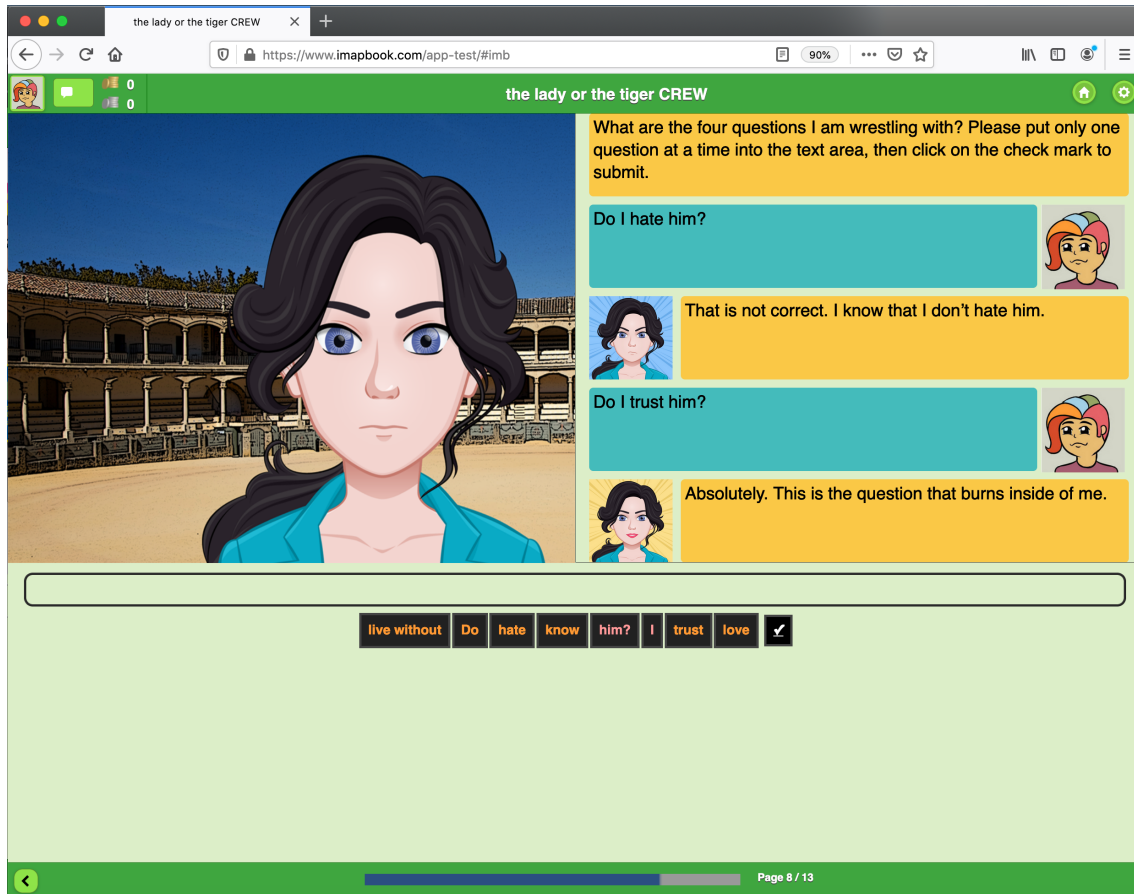 the lady or the tiger CREW
https://www.imapbook.com/app-test/#imb
90%
0
0
the lady or the tiger CREW
What are the four questions I am wrestling with? Please put only one
question at a time into the text area, then click on the check mark to
submit.
Do I hate him?
That is not correct. I know that I don't hate him.
Do I trust him?
Absolutely. This is the question that burns inside of me.
live without Do hate know him? I trust love
Page 8 / 13